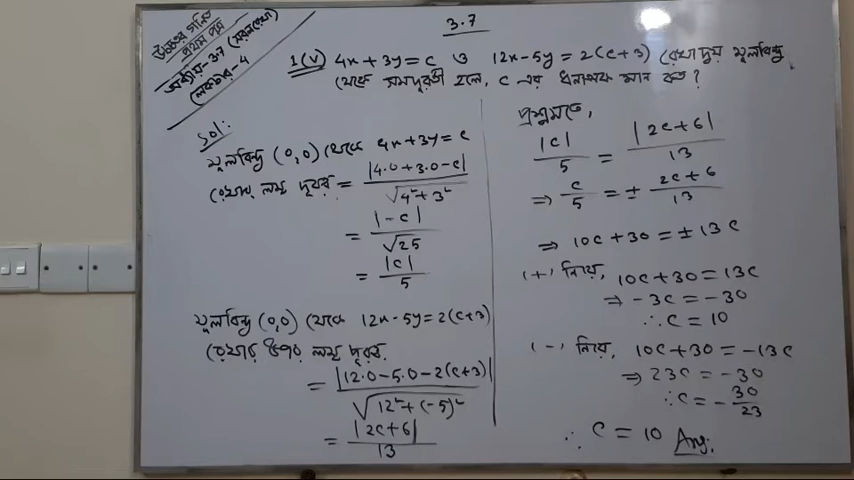 3.7
উচ্চতর গণিত
প্রথম পত্র
অধ্যায়-3.7 (সরলরেখা)
লেকচার-4
1(v) 4x + 3y = c ও 12x - 5y = 2(c+3) রেখাদ্বয় মূলবিন্দু
থেকে সমদূরবর্তী হলে, c এর ধনাত্মক মান কত?
Sol:
মূলবিন্দু (0,0) থেকে 4x + 3y = c
রেখার লম্ব দূরত্ব = |4.0 + 3.0 - c| / √4² + 3²
= |-c| / √25
= |c| / 5
মূলবিন্দু (0,0) থেকে 12x - 5y = 2(c+3)
রেখার উপর লম্ব দূরত্ব.
= |12.0 - 5.0 - 2(c+3)| / √12² + (-5)²
= |2c+6| / 13
প্রশ্নমতে,
|c| / 5 = |2c+6| / 13
⇒ c/5 = ± 2c+6 / 13
⇒ 10c + 30 = ± 13c
(+) নিয়ে, 10c + 30 = 13c
⇒ -3c = -30
∴ c = 10
(-) নিয়ে, 10c + 30 = -13c
⇒ 23c = -30
∴ c = - 30/23
∴ c = 10 Ans.